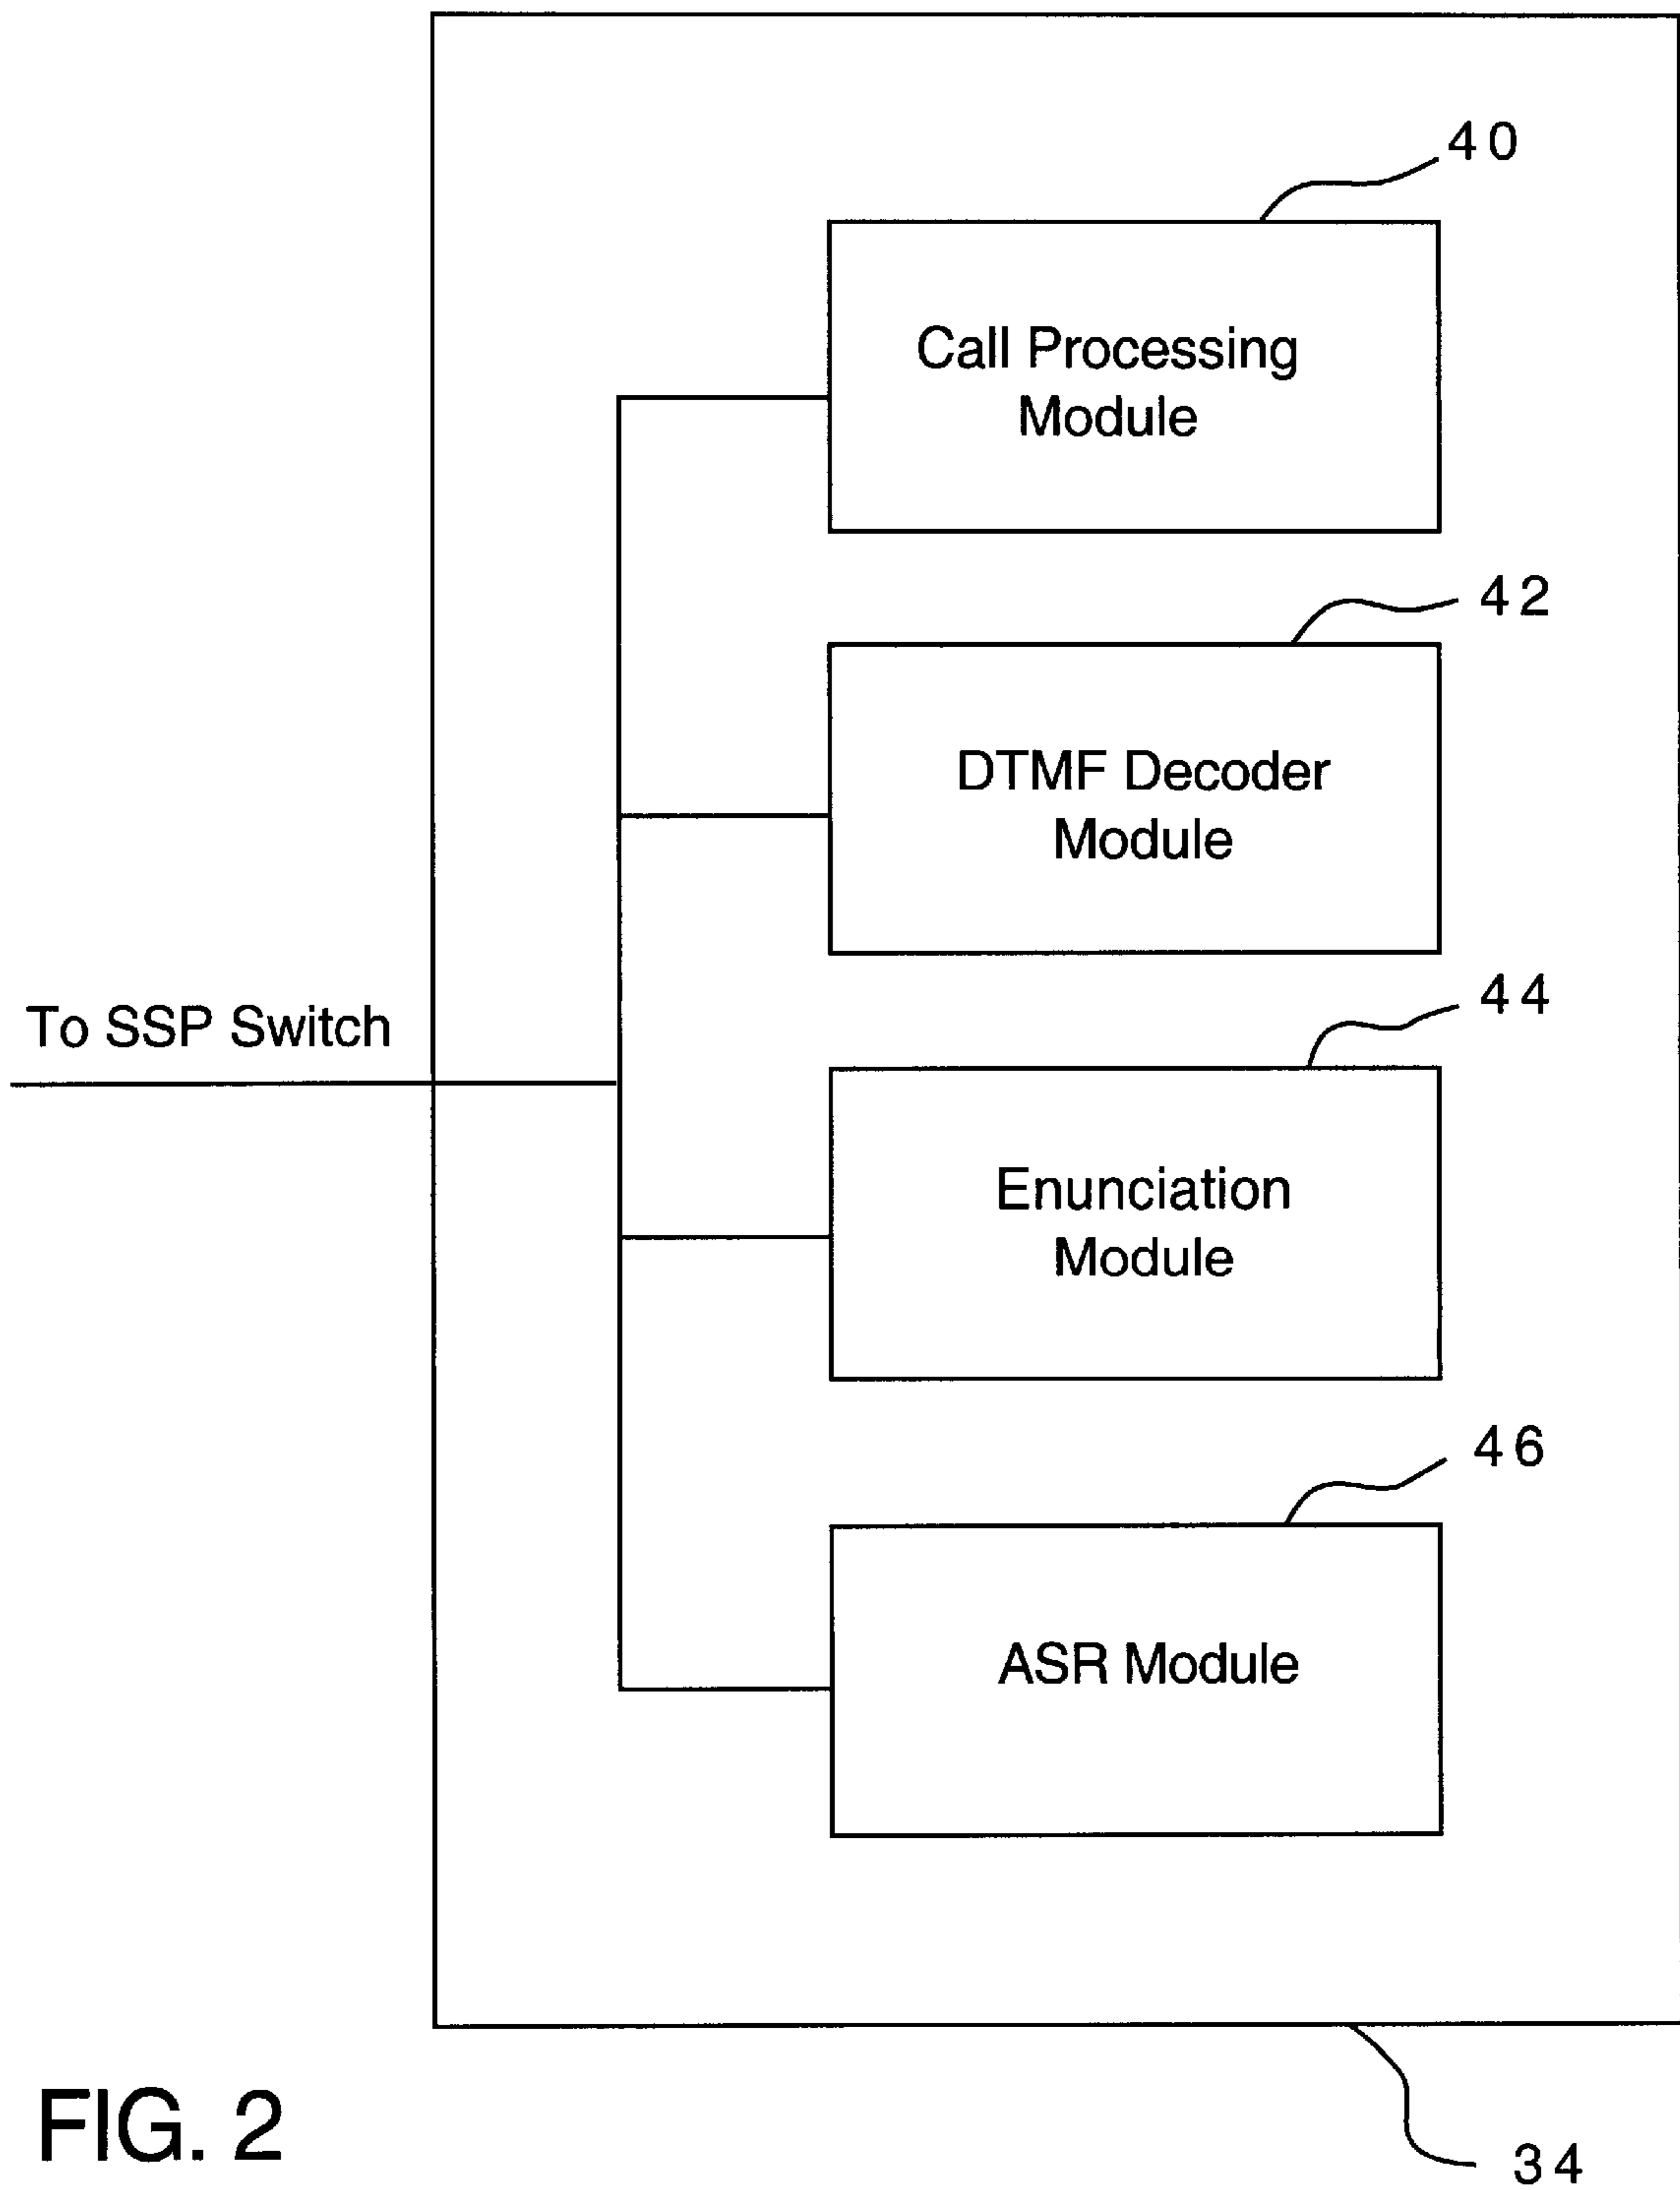 40
Call Processing
Module
42
DTMF Decoder
Module
To SSP Switch
44
Enunciation
Module
46
ASR Module
FIG. 2
34